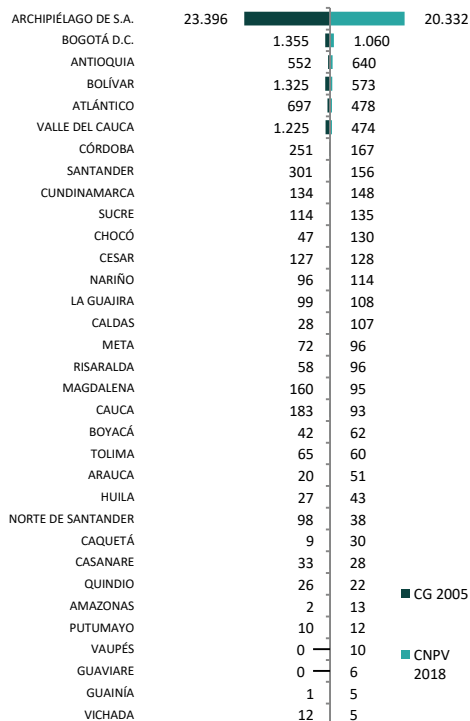 ARCHIPIÉLAGO DE S.A. 23.396 20.332
BOGOTÁ D.C. 1.355 1.060
ANTIOQUIA 552 640
BOLÍVAR 1.325 573
ATLÁNTICO 697 478
VALLE DEL CAUCA 1.225 474
CÓRDOBA 251 167
SANTANDER 301 156
CUNDINAMARCA 134 148
SUCRE 114 135
CHOCÓ 47 130
CESAR 127 128
NARIÑO 96 114
LA GUAJIRA 99 108
CALDAS 28 107
META 72 96
RISARALDA 58 96
MAGDALENA 160 95
CAUCA 183 93
BOYACÁ 42 62
TOLIMA 65 60
ARAUCA 20 51
HUILA 27 43
NORTE DE SANTANDER 98 38
CAQUETÁ 9 30
CASANARE 33 28
QUINDIO 26 22
AMAZONAS 2 13
PUTUMAYO 10 12
VAUPÉS 0 10
GUAVIARE 0 6
GUAINÍA 1 5
VICHADA 12 5
CG 2005
CNPV
2018